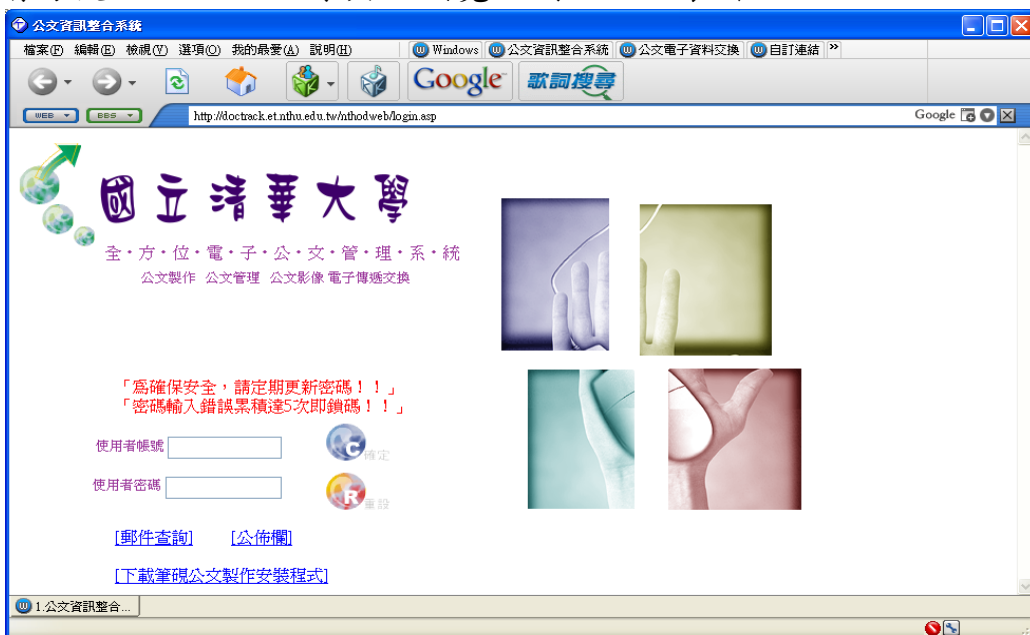 公文資訊整合系統
檔案(F) 編輯(E) 檢視(V) 選項(O) 我的最愛(A) 說明(H) Windows 公文資訊整合系統 公文電子資料交換 自訂連結 »
Google 歌詞搜尋
WEB BBS http://doctrack.et.nthu.edu.tw/nthodweb/login.asp Google
國立清華大學
全・方・位・電・子・公・文・管・理・系・統
公文製作 公文管理 公文影像 電子傳遞交換
「為確保安全，請定期更新密碼！！」
「密碼輸入錯誤累積達5次即鎖碼！！」
使用者帳號 C確定
使用者密碼 R重設
[郵件查詢] [公佈欄]
[下載筆硯公文製作安裝程式]
1.公文資訊整合...